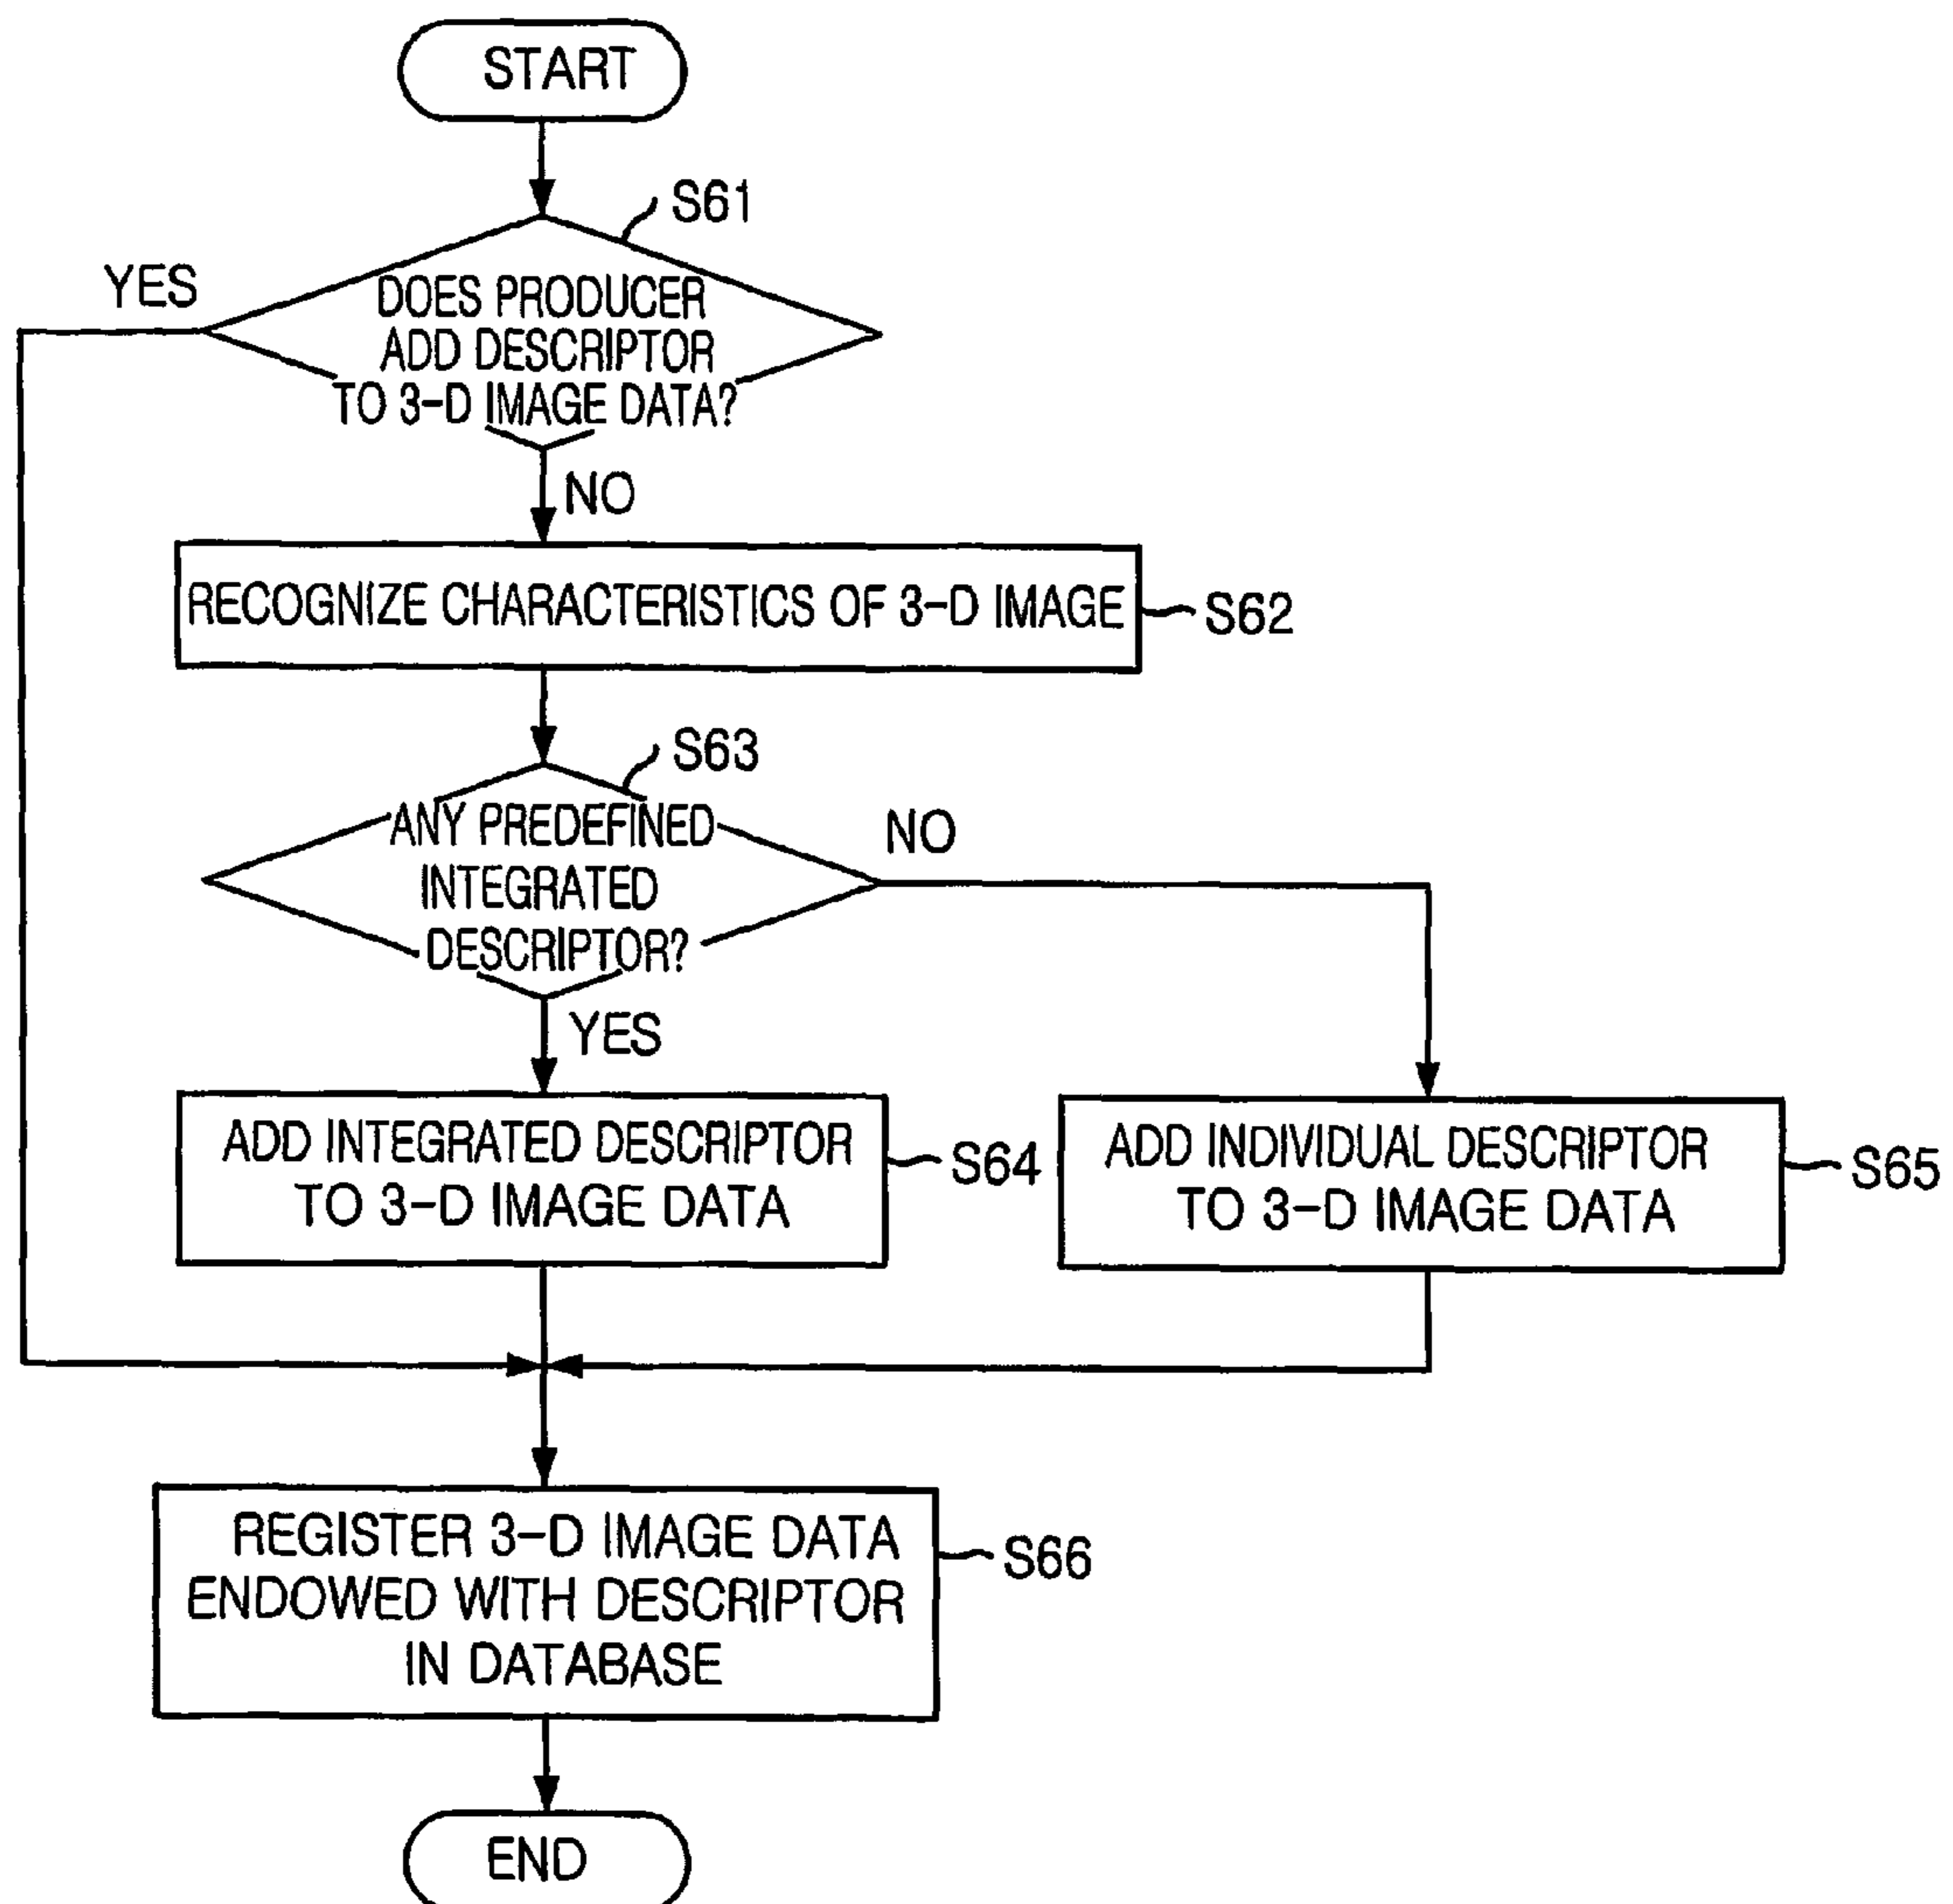 START
S61
YES
DOES PRODUCER
ADD DESCRIPTOR
TO 3-D IMAGE DATA?
NO
RECOGNIZE CHARACTERISTICS OF 3-D IMAGE
S62
S63
ANY PREDEFINED
INTEGRATED
DESCRIPTOR?
NO
YES
ADD INTEGRATED DESCRIPTOR
TO 3-D IMAGE DATA
S64
ADD INDIVIDUAL DESCRIPTOR
TO 3-D IMAGE DATA
S65
REGISTER 3-D IMAGE DATA
ENDOWED WITH DESCRIPTOR
IN DATABASE
S66
END